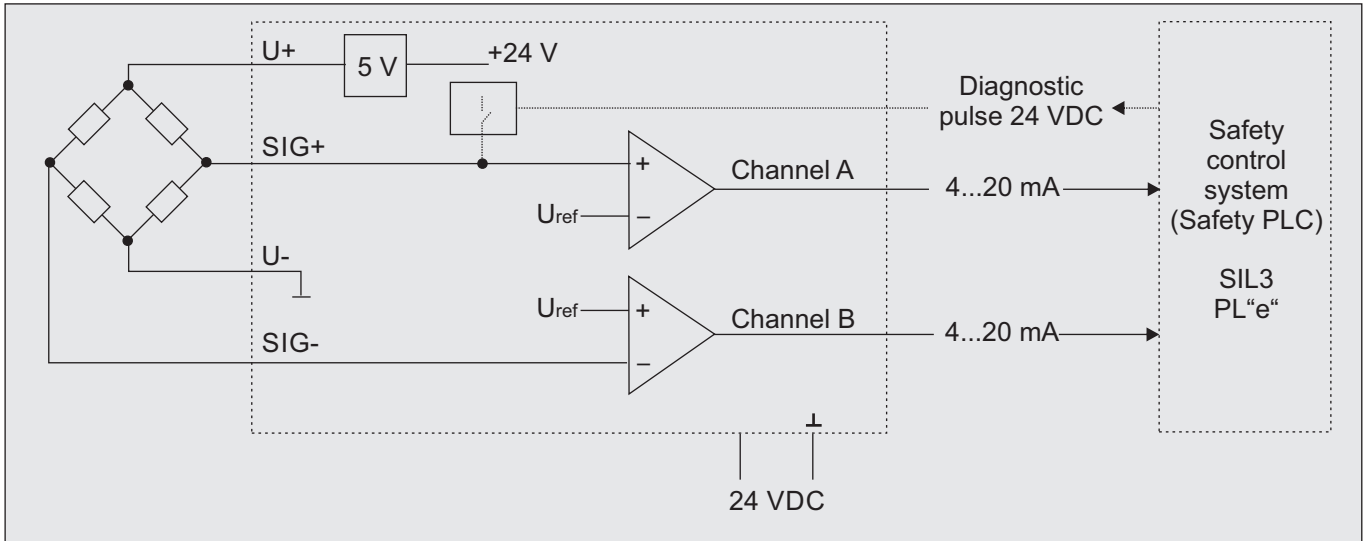 U+
5 V
+24 V
Diagnostic
pulse 24 VDC
SIG+
+
Channel A
4...20 mA
Uref
−
U-
Uref
+
Channel B
4...20 mA
SIG-
−
24 VDC
Safety
control
system
(Safety PLC)
SIL3
PL“e“